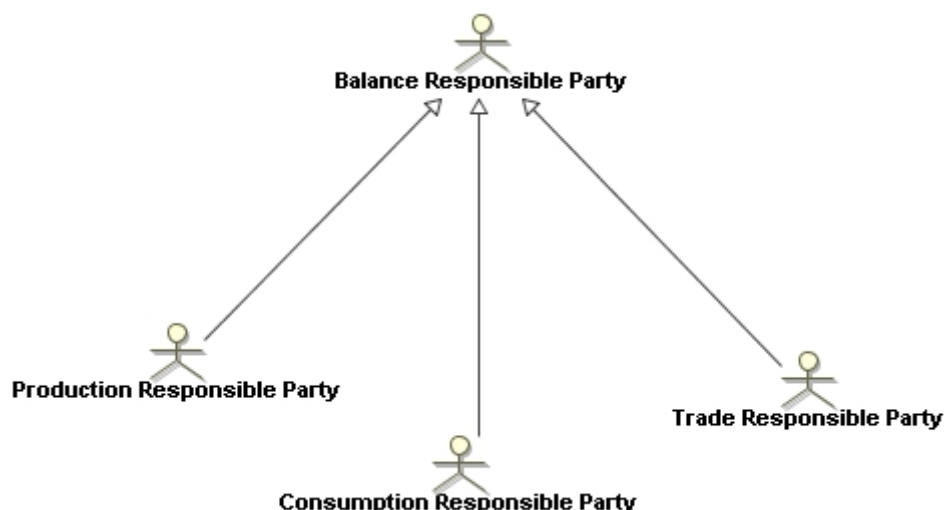 Balance Responsible Party
Production Responsible Party
Trade Responsible Party
Consumption Responsible Party